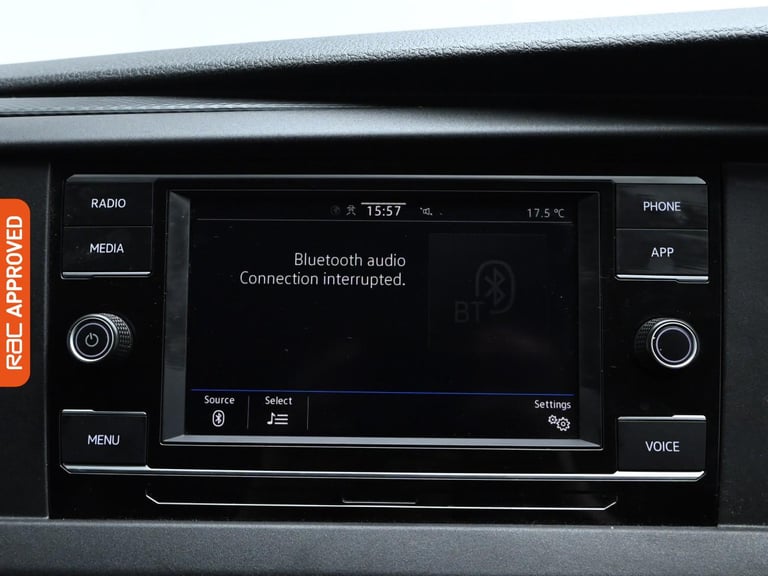 RAC APPROVED
RADIO
MEDIA
MENU
15:57
17.5 °C
Bluetooth audio
Connection interrupted.
BT
Source
Select
Settings
PHONE
APP
VOICE